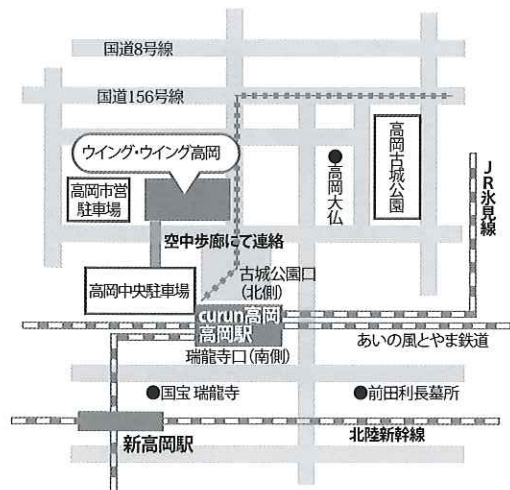 国道8号線
国道156号線
ウイング・ウイング高岡
高岡市営
駐車場
高岡大仏
高岡古城公園
JR氷見線
空中歩廊にて連絡
高岡中央駐車場
古城公園口
(北側)
curun高岡
高岡駅
あいの風とやま鉄道
瑞龍寺口(南側)
国宝 瑞龍寺
前田利長墓所
北陸新幹線
新高岡駅